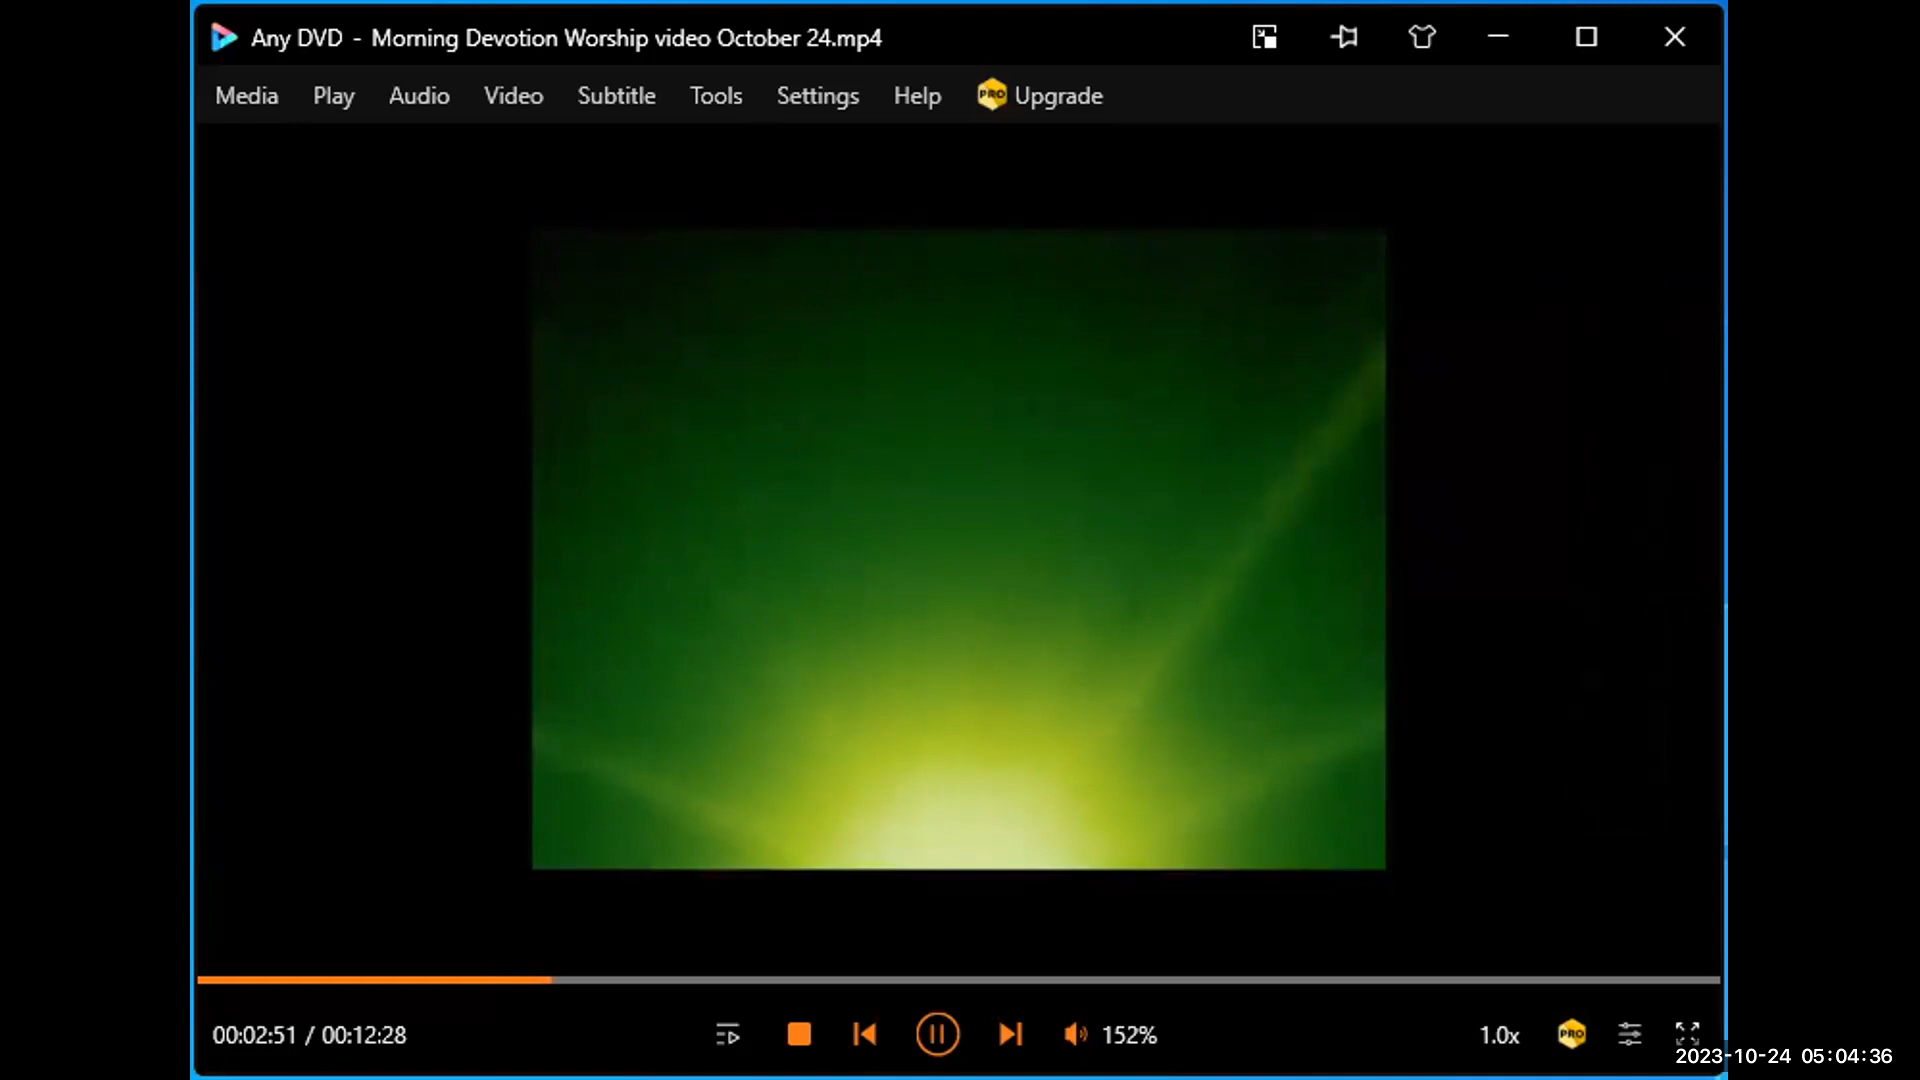 Any DVD - Morning Devotion Worship video October 24.mp4
Media Play Audio Video Subtitle Tools Settings Help PRO Upgrade
00:02:51 / 00:12:28 152% 1.0x PRO
2023-10-24 05:04:36